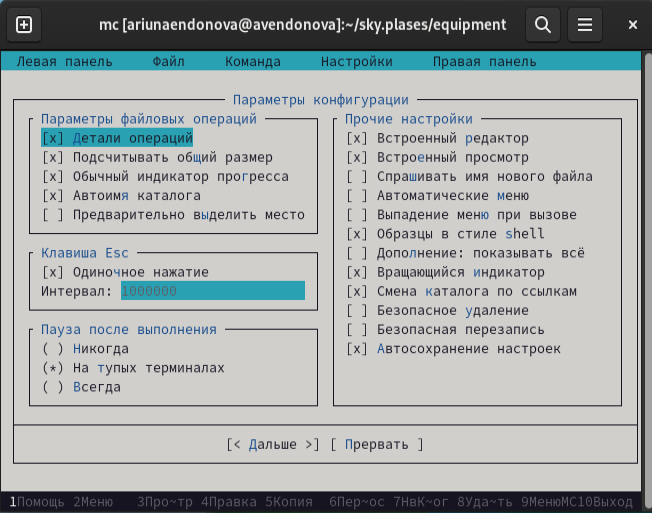 mc [ariunaendonova@avendonova]:~/sky.plases/equipment
Левая панель Файл Команда Настройки Правая панель
Параметры конфигурации
Параметры файловых операций
[x] Детали операций
[x] Подсчитывать общий размер
[x] Обычный индикатор прогресса
[x] Автоимя каталога
[ ] Предварительно выделить место
Клавиша Esc
[x] Одиночное нажатие
Интервал: 1000000
Пауза после выполнения
( ) Никогда
(*) На тупых терминалах
( ) Всегда
Прочие настройки
[x] Встроенный редактор
[x] Встроенный просмотр
[ ] Спрашивать имя нового файла
[ ] Автоматические меню
[ ] Выпадение меню при вызове
[x] Образцы в стиле shell
[ ] Дополнение: показывать всё
[x] Вращающийся индикатор
[x] Смена каталога по ссылкам
[ ] Безопасное удаление
[ ] Безопасная перезапись
[x] Автосохранение настроек
[< Дальше >] [ Прервать ]
1Помощь 2Меню 3Про~тр 4Правка 5Копия 6Пер~ос 7НвК~ог 8Уда~ть 9МенюMC10Выход